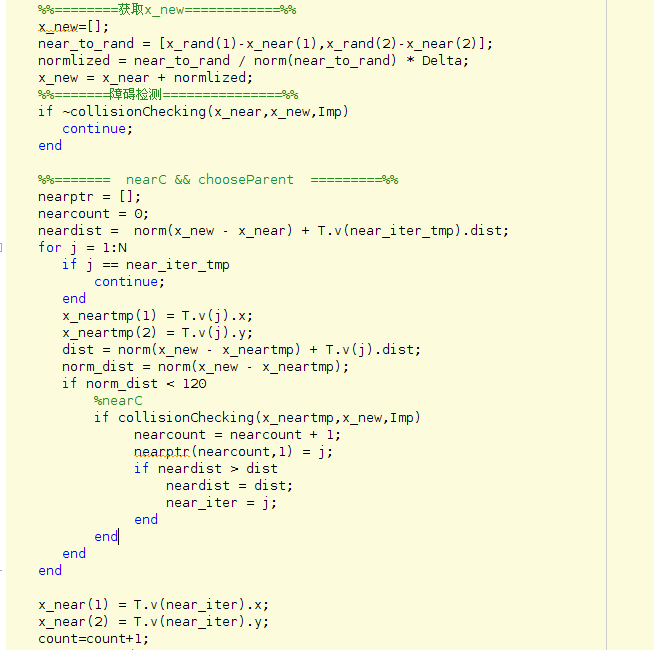 %%========获取x_new============%%
x_new=[];
near_to_rand = [x_rand(1)-x_near(1),x_rand(2)-x_near(2)];
normlized = near_to_rand / norm(near_to_rand) * Delta;
x_new = x_near + normlized;
%%=======障碍检测===============%%
if ~collisionChecking(x_near,x_new,Imp)
continue;
end
%%=======  nearC && chooseParent  =========%%
nearptr = [];
nearcount = 0;
neardist =  norm(x_new - x_near) + T.v(near_iter_tmp).dist;
for j = 1:N
if j == near_iter_tmp
continue;
end
x_neartmp(1) = T.v(j).x;
x_neartmp(2) = T.v(j).y;
dist = norm(x_new - x_neartmp) + T.v(j).dist;
norm_dist = norm(x_new - x_neartmp);
if norm_dist < 120
%nearC
if collisionChecking(x_neartmp,x_new,Imp)
nearcount = nearcount + 1;
nearptr(nearcount,1) = j;
if neardist > dist
neardist = dist;
near_iter = j;
end
end
end
end
x_near(1) = T.v(near_iter).x;
x_near(2) = T.v(near_iter).y;
count=count+1;